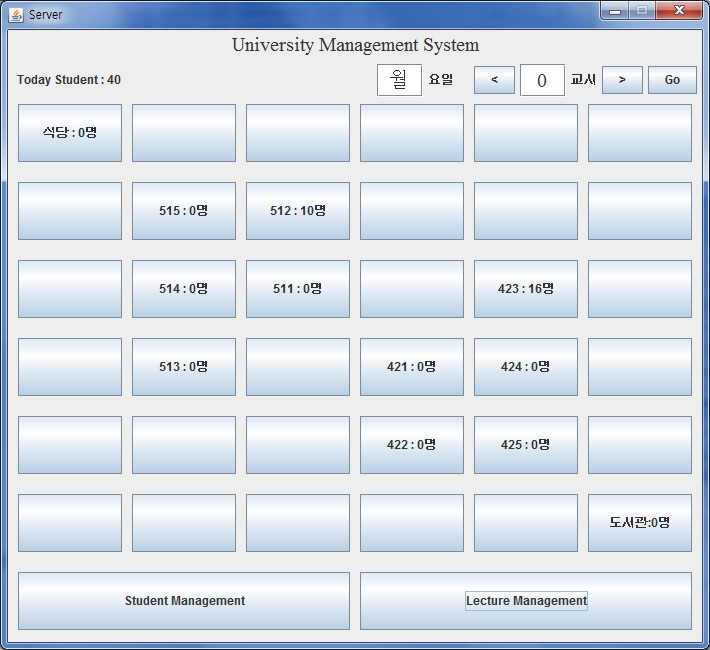 Server
University Management System
Today Student : 40 월 요일 < 0 교시 > Go
식당 : 0명
515 : 0명 512 : 10명
514 : 0명 511 : 0명 423 : 16명
513 : 0명 421 : 0명 424 : 0명
422 : 0명 425 : 0명
도서관:0명
Student Management Lecture Management